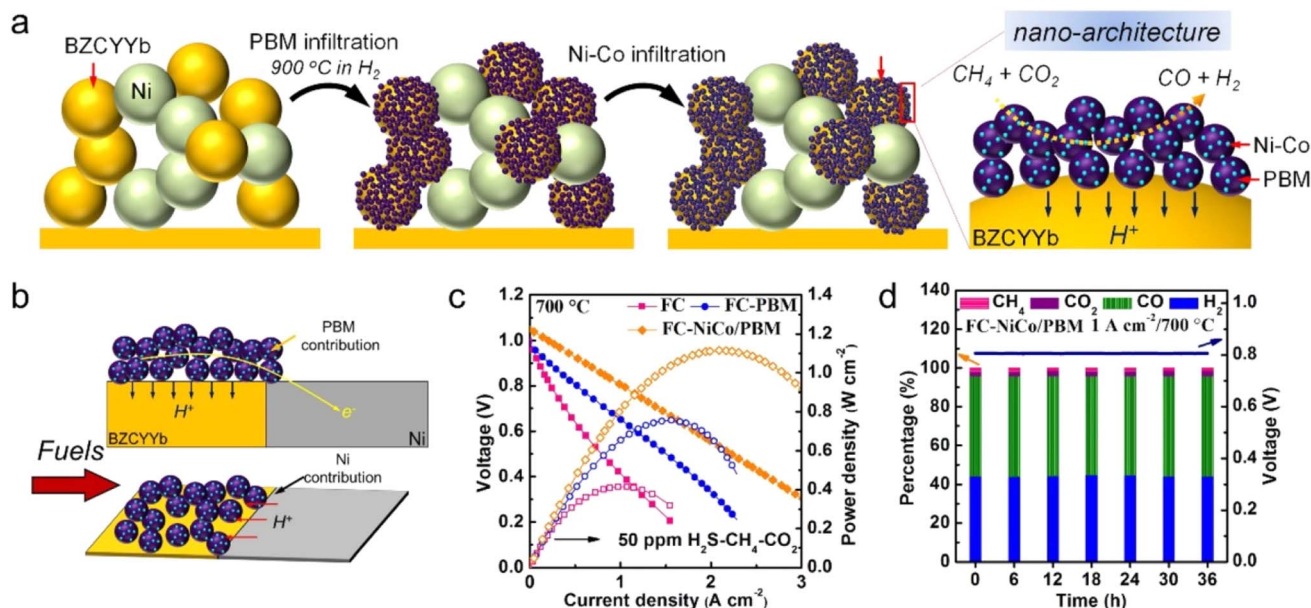 a
BZCYYb
Ni
PBM infiltration
900 °C in H₂
Ni-Co infiltration
nano-architecture
CH₄ + CO₂
CO + H₂
Ni-Co
PBM
BZCYYb
H⁺
b
PBM
contribution
H⁺
e⁻
BZCYYb
Ni
Fuels
Ni
contribution
H⁺
c
700 °C
FC
FC-PBM
FC-NiCo/PBM
50 ppm H₂S-CH₄-CO₂
Voltage (V)
1.2
1.0
0.8
0.6
0.4
0.2
0.0
Power density (W cm⁻²)
1.4
1.2
1.0
0.8
0.6
0.4
0.2
0.0
0 1 2 3
Current density (A cm⁻²)
d
CH₄ CO₂ CO H₂
FC-NiCo/PBM 1 A cm⁻²/700 °C
Percentage (%)
140
120
100
80
60
40
20
0
Voltage (V)
1.0
0.8
0.6
0.4
0.2
0.0
0 6 12 18 24 30 36
Time (h)